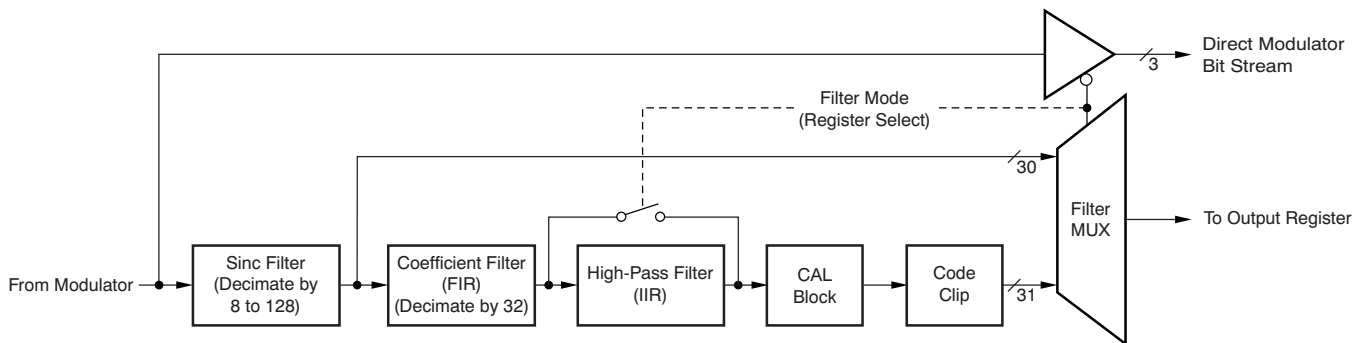 Direct Modulator
Bit Stream
3
Filter Mode
(Register Select)
30
Filter
MUX
To Output Register
From Modulator
Sinc Filter
(Decimate by
8 to 128)
Coefficient Filter
(FIR)
(Decimate by 32)
High-Pass Filter
(IIR)
CAL
Block
Code
Clip
31